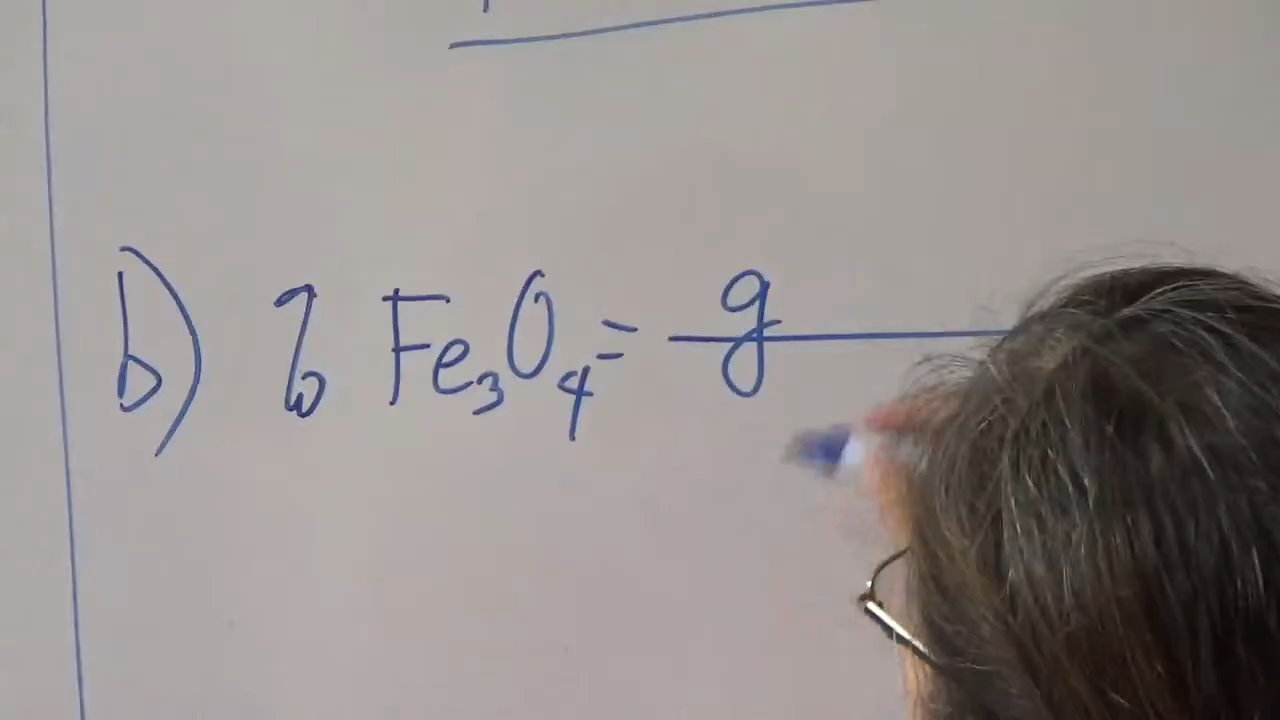 b) % Fe₃O₄ = g